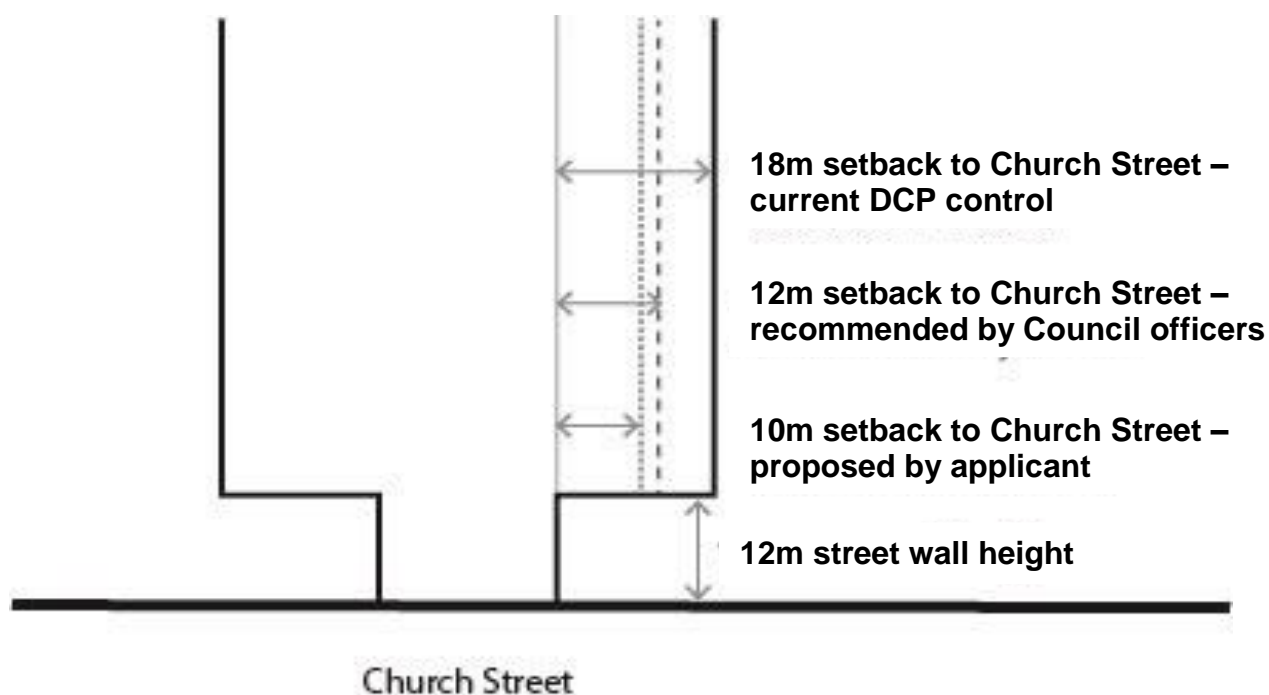 18m setback to Church Street –
current DCP control
12m setback to Church Street –
recommended by Council officers
10m setback to Church Street –
proposed by applicant
12m street wall height
Church Street